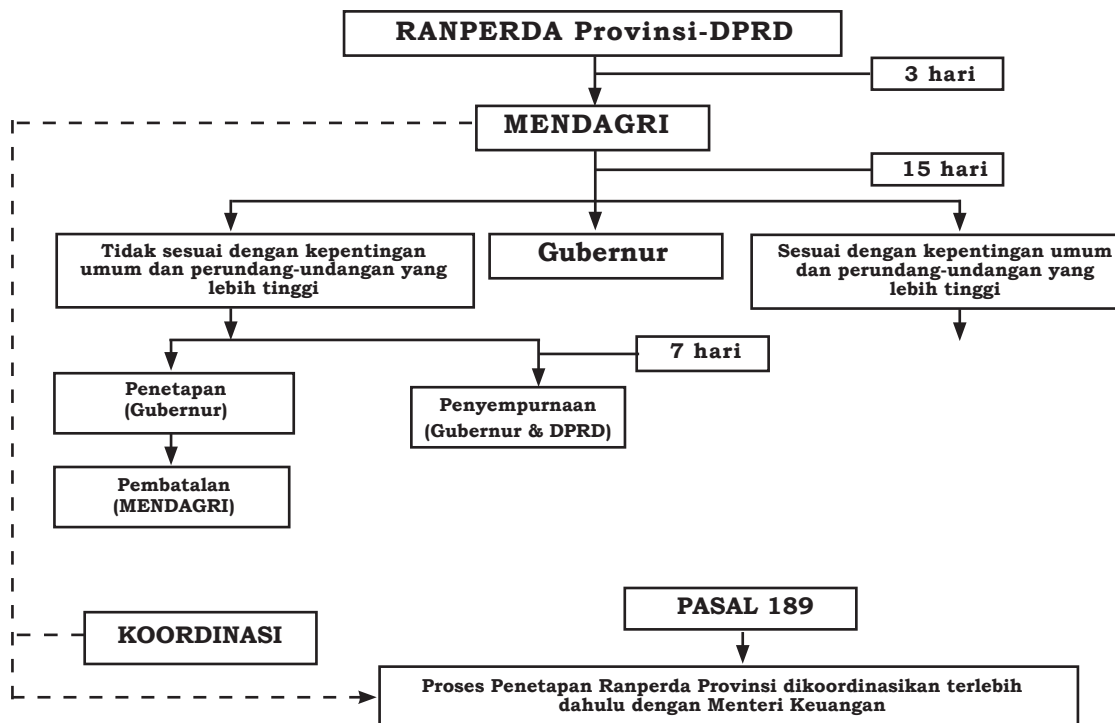 RANPERDA Provinsi-DPRD
3 hari
MENDAGRI
15 hari
Tidak sesuai dengan kepentingan
umum dan perundang-undangan yang
lebih tinggi
Gubernur
Sesuai dengan kepentingan umum
dan perundang-undangan yang
lebih tinggi
7 hari
Penetapan
(Gubernur)
Penyempurnaan
(Gubernur & DPRD)
Pembatalan
(MENDAGRI)
PASAL 189
KOORDINASI
Proses Penetapan Ranperda Provinsi dikoordinasikan terlebih
dahulu dengan Menteri Keuangan